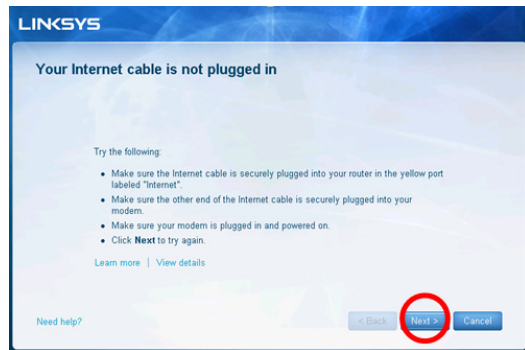 LINKSYS
Your Internet cable is not plugged in
Try the following:
• Make sure the Internet cable is securely plugged into your router in the yellow port
labeled "Internet".
• Make sure the other end of the Internet cable is securely plugged into your
modem.
• Make sure your modem is plugged in and powered on.
• Click Next to try again.
Learn more | View details
Need help? < Back Next > Cancel